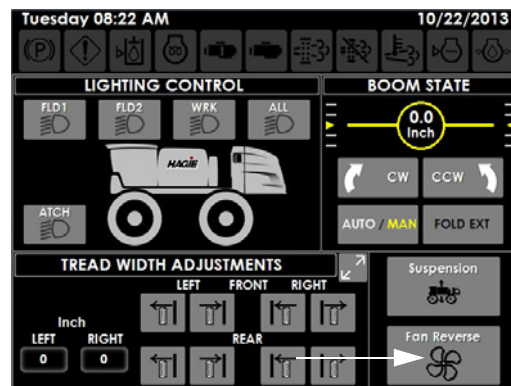 Tuesday 08:22 AM 10/22/2013
(P)
LIGHTING CONTROL
FLD1 FLD2 WRK ALL
HAGIE
ATCH
BOOM STATE
0.0
Inch
CW CCW
AUTO / MAN FOLD EXT
TREAD WIDTH ADJUSTMENTS
LEFT FRONT RIGHT
Inch
LEFT RIGHT
0 0
REAR
Suspension
Fan Reverse